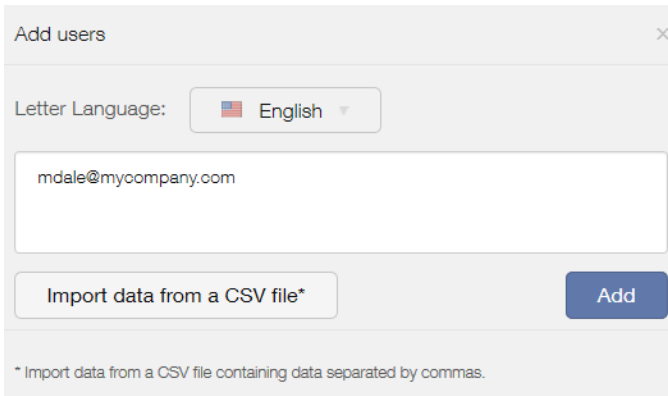 Add users
Letter Language: English
mdale@mycompany.com
Import data from a CSV file* Add
* Import data from a CSV file containing data separated by commas.